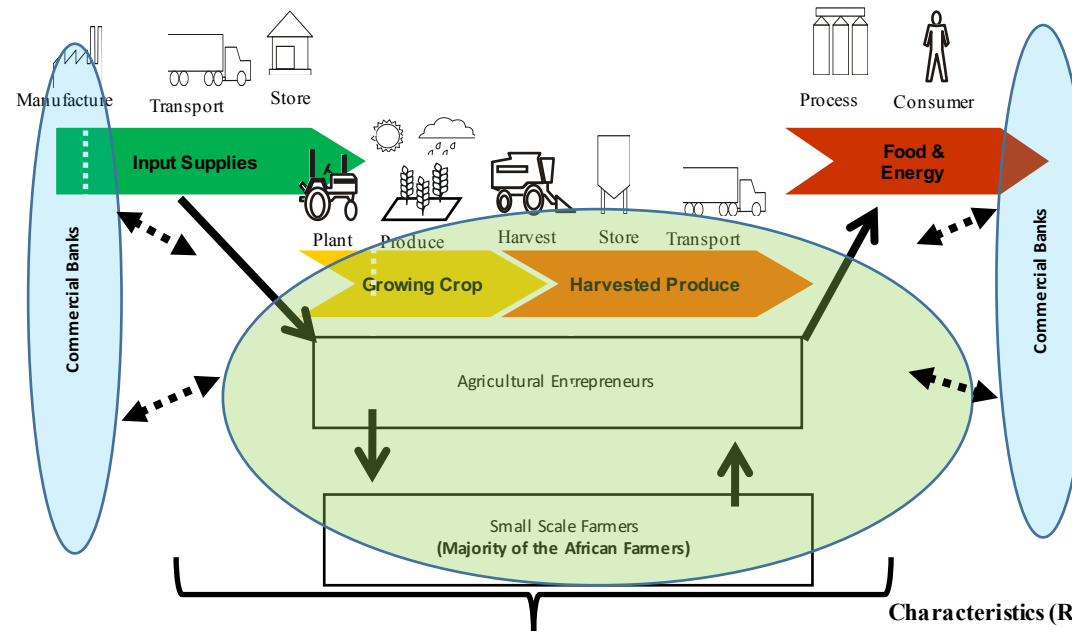 Manufacture
Transport
Store
Process
Consumer
Input Supplies
Food &
Energy
Plant
Produce
Harvest
Store
Transport
Growing Crop
Harvested Produce
Commercial Banks
Commercial Banks
Agricultural Entrepreneurs
Small Scale Farmers
(Majority of the African Farmers)
Characteristics (R